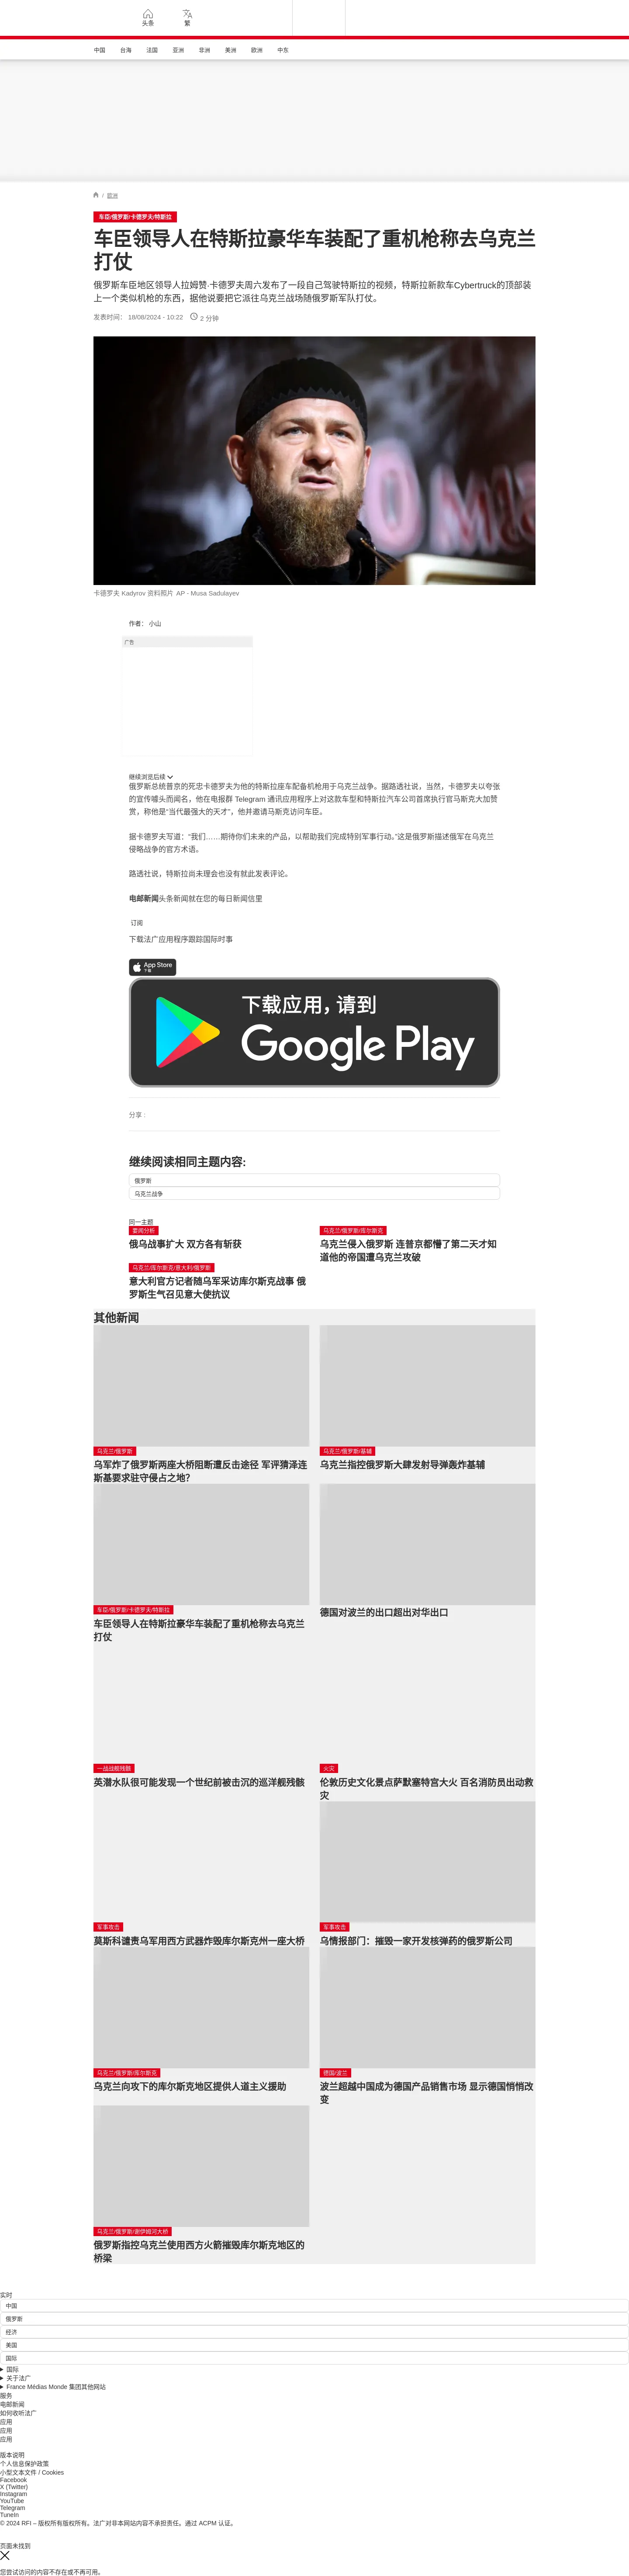 头条
繁
中国
台海
法国
亚洲
非洲
美洲
欧洲
中东
/ 欧洲
车臣/俄罗斯/卡德罗夫/特斯拉
车臣领导人在特斯拉豪华车装配了重机枪称去乌克兰
打仗
俄罗斯车臣地区领导人拉姆赞·卡德罗夫周六发布了一段自己驾驶特斯拉的视频，特斯拉新款车Cybertruck的顶部装
上一个类似机枪的东西，据他说要把它派往乌克兰战场随俄罗斯军队打仗。
发表时间： 18/08/2024 - 10:22
2 分钟
卡德罗夫 Kadyrov 资料照片 AP - Musa Sadulayev
作者： 小山
广告
继续浏览后续
俄罗斯总统普京的死忠卡德罗夫为他的特斯拉座车配备机枪用于乌克兰战争。据路透社说，当然，卡德罗夫以夸张
的宣传噱头而闻名，他在电报群 Telegram 通讯应用程序上对这款车型和特斯拉汽车公司首席执行官马斯克大加赞
赏，称他是“当代最强大的天才”，他并邀请马斯克访问车臣。
据卡德罗夫写道：“我们……期待你们未来的产品，以帮助我们完成特别军事行动。”这是俄罗斯描述俄军在乌克兰
侵略战争的官方术语。
路透社说，特斯拉尚未理会也没有就此发表评论。
电邮新闻头条新闻就在您的每日新闻信里
订阅
下载法广应用程序跟踪国际时事
App Store
下载
下载应用，请到
Google Play
分享 :
继续阅读相同主题内容:
俄罗斯
乌克兰战争
同一主题
要闻分析
俄乌战事扩大 双方各有斩获
乌克兰/俄罗斯/库尔斯克
乌克兰侵入俄罗斯 连普京都懵了第二天才知
道他的帝国遭乌克兰攻破
乌克兰/库尔斯克/意大利/俄罗斯
意大利官方记者随乌军采访库尔斯克战事 俄
罗斯生气召见意大使抗议
其他新闻
乌克兰/俄罗斯
乌军炸了俄罗斯两座大桥阻断遭反击途径 军评猜泽连
斯基要求驻守侵占之地？
乌克兰/俄罗斯/基辅
乌克兰指控俄罗斯大肆发射导弹轰炸基辅
车臣/俄罗斯/卡德罗夫/特斯拉
车臣领导人在特斯拉豪华车装配了重机枪称去乌克兰
打仗
德国对波兰的出口超出对华出口
一战战舰残骸
英潜水队很可能发现一个世纪前被击沉的巡洋舰残骸
火灾
伦敦历史文化景点萨默塞特宫大火 百名消防员出动救
灾
军事攻击
莫斯科谴责乌军用西方武器炸毁库尔斯克州一座大桥
军事攻击
乌情报部门：摧毁一家开发核弹药的俄罗斯公司
乌克兰/俄罗斯/库尔斯克
乌克兰向攻下的库尔斯克地区提供人道主义援助
德国/波兰
波兰超越中国成为德国产品销售市场 显示德国悄悄改
变
乌克兰/俄罗斯/谢伊姆河大桥
俄罗斯指控乌克兰使用西方火箭摧毁库尔斯克地区的
桥梁
实时
中国
俄罗斯
经济
美国
国际
国际
关于法广
France Médias Monde 集团其他网站
服务
电邮新闻
如何收听法广
应用
应用
应用
版本说明
个人信息保护政策
小型文本文件 / Cookies
Facebook
X (Twitter)
Instagram
YouTube
Telegram
TuneIn
© 2024 RFI – 版权所有版权所有。法广对非本网站内容不承担责任。通过 ACPM 认证。
页面未找到
您尝试访问的内容不存在或不再可用。